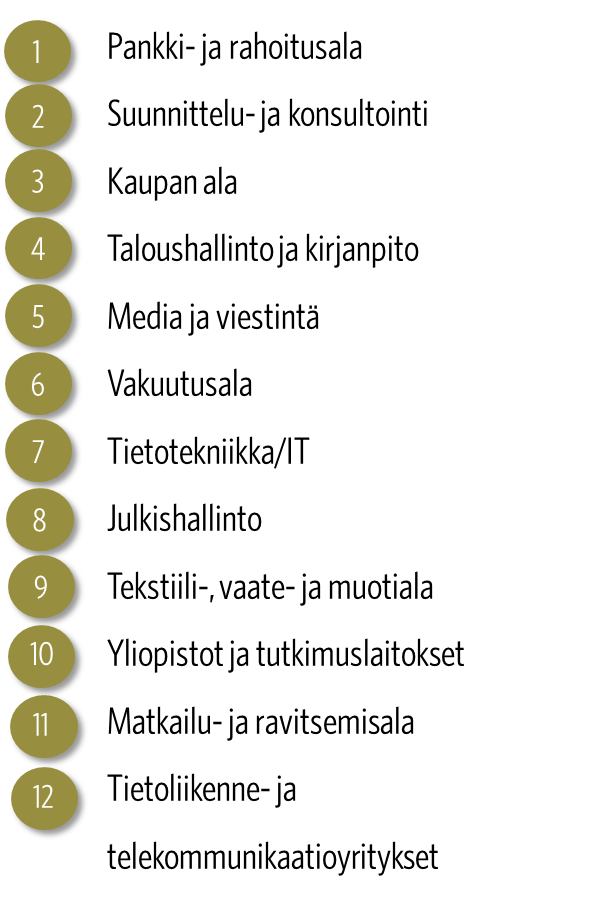 1 Pankki- ja rahoitusala
2 Suunnittelu- ja konsultointi
3 Kaupan ala
4 Taloushallinto ja kirjanpito
5 Media ja viestintä
6 Vakuutusala
7 Tietotekniikka/IT
8 Julkishallinto
9 Tekstiili-, vaate- ja muotiala
10 Yliopistot ja tutkimuslaitokset
11 Matkailu- ja ravitsemisala
12 Tietoliikenne- ja
telekommunikaatioyritykset